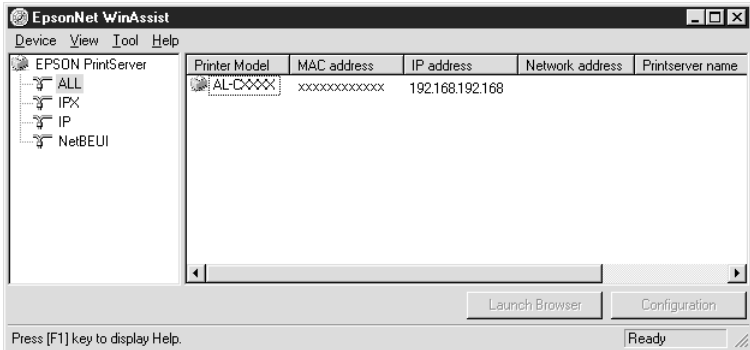 EpsonNet WinAssist
Device View Tool Help
EPSON PrintServer
ALL
IPX
IP
NetBEUI
Printer Model MAC address IP address Network address Printserver name
AL-CXXXX XXXXXXXXXXXX 192.168.192.168
Launch Browser Configuration
Press [F1] key to display Help. Ready